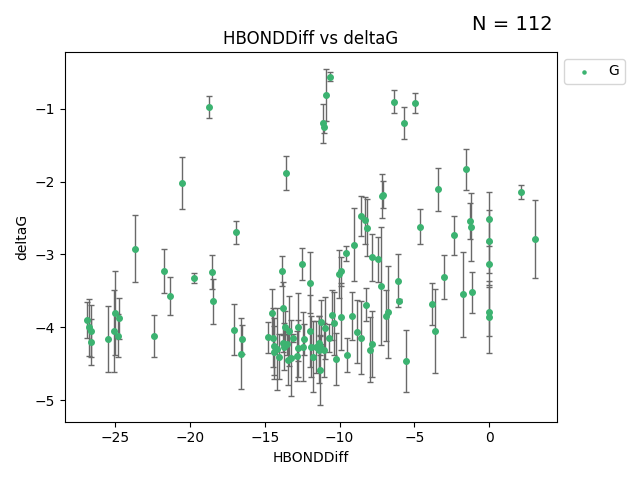 N = 112
HBONDDiff vs deltaG
G
−1
−2
−3
−4
−5
deltaG
−25 −20 −15 −10 −5 0
HBONDDiff